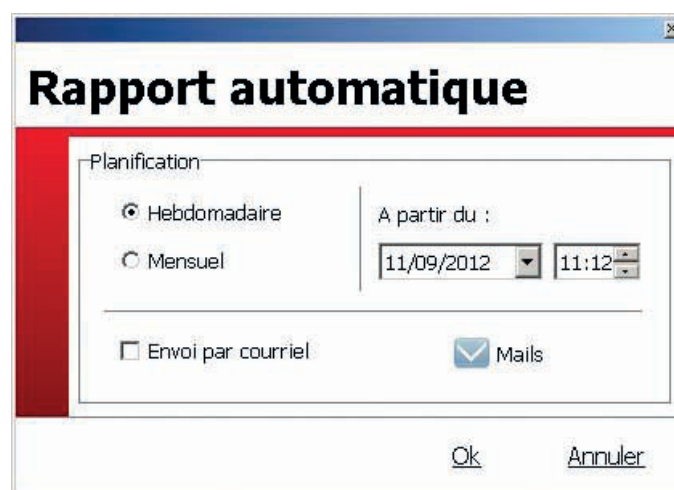 Rapport automatique
Planification
Hebdomadaire
A partir du :
Mensuel
11/09/2012
11:12
Envoi par courriel
Mails
Ok
Annuler